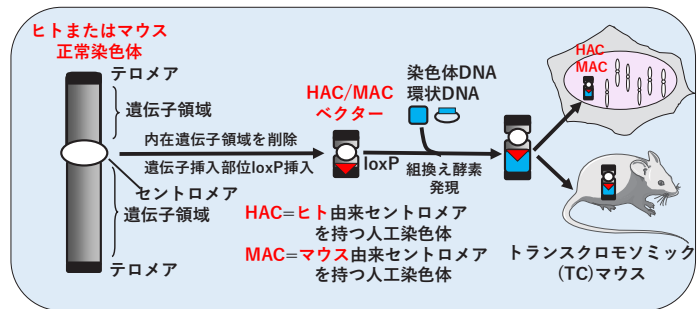 ヒトまたはマウス
正常染色体
テロメア
遺伝子領域
セントロメア
遺伝子領域
テロメア
内在遺伝子領域を削除
遺伝子挿入部位loxP挿入
HAC/MAC
ベクター
loxP
染色体DNA
環状DNA
組換え酵素
発現
HAC=ヒト由来セントロメア
を持つ人工染色体
MAC=マウス由来セントロメア
を持つ人工染色体
HAC
MAC
トランスクロモソミック
(TC)マウス